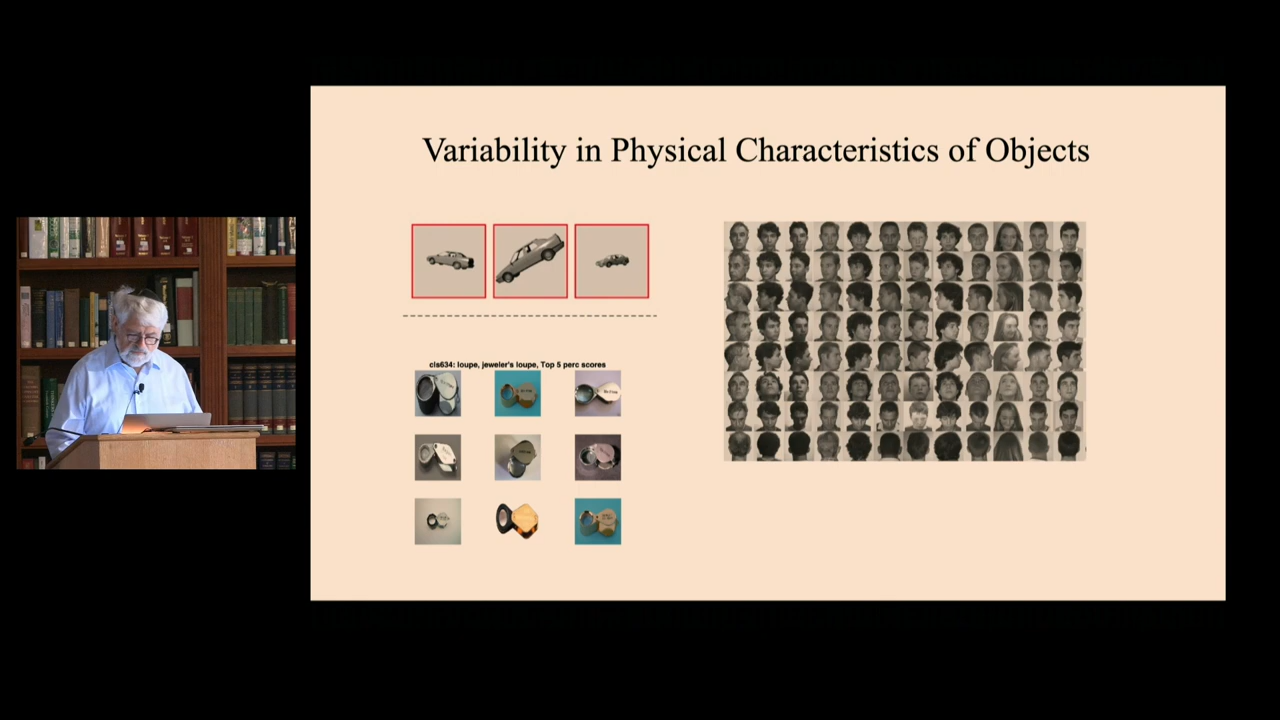 Variability in Physical Characteristics of Objects
cls634: loupe, jeweler's loupe, Top 5 perc scores